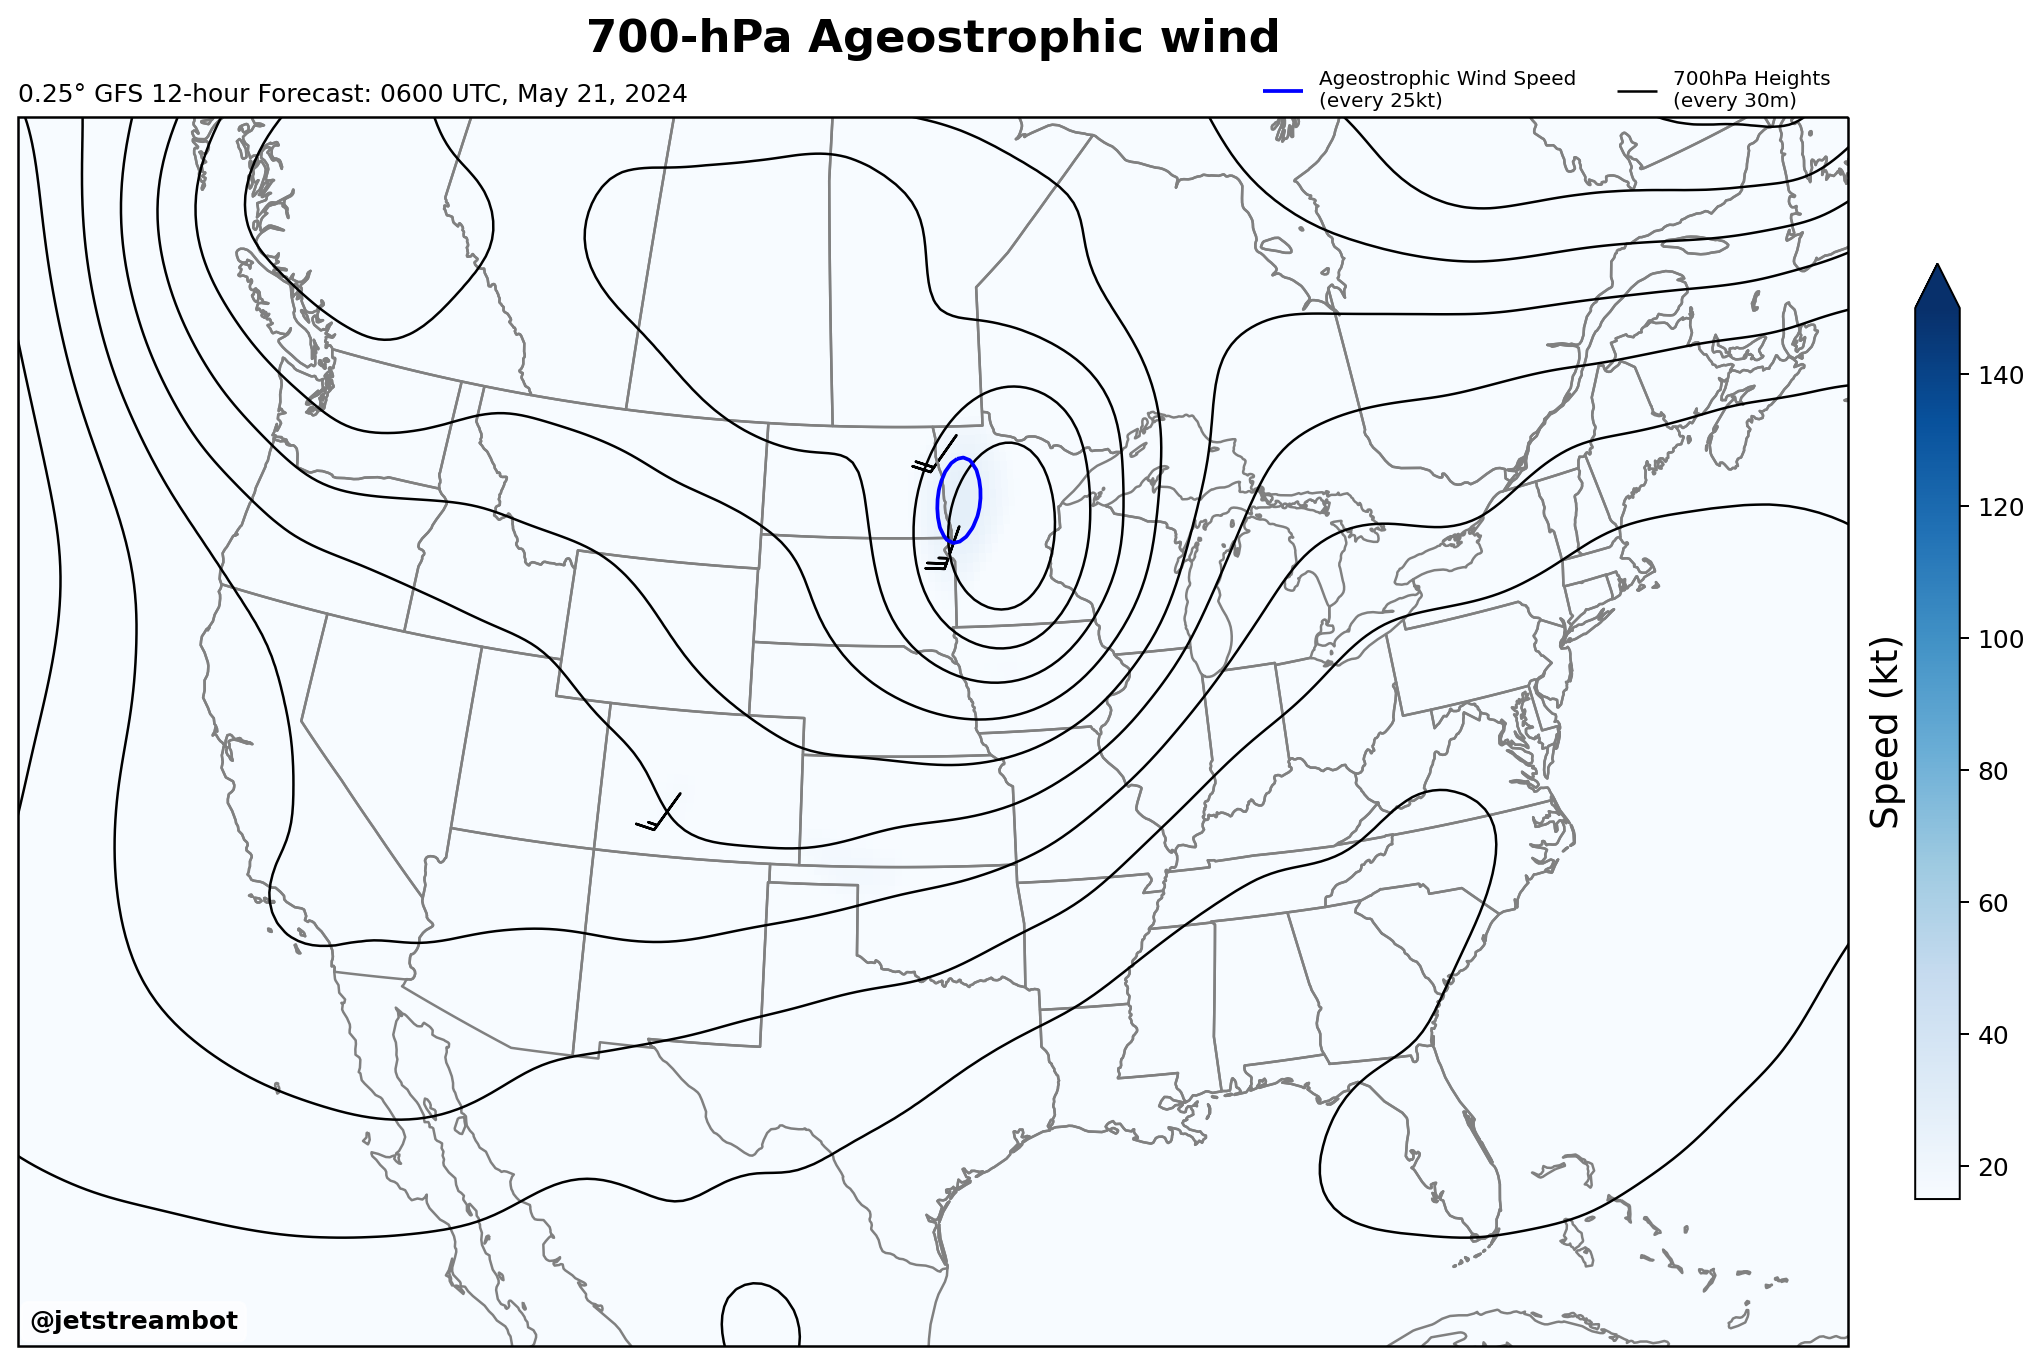 700-hPa Ageostrophic wind
0.25° GFS 12-hour Forecast: 0600 UTC, May 21, 2024
Ageostrophic Wind Speed
(every 25kt)
700hPa Heights
(every 30m)
140
120
100
80
60
40
20
Speed (kt)
@jetstreambot